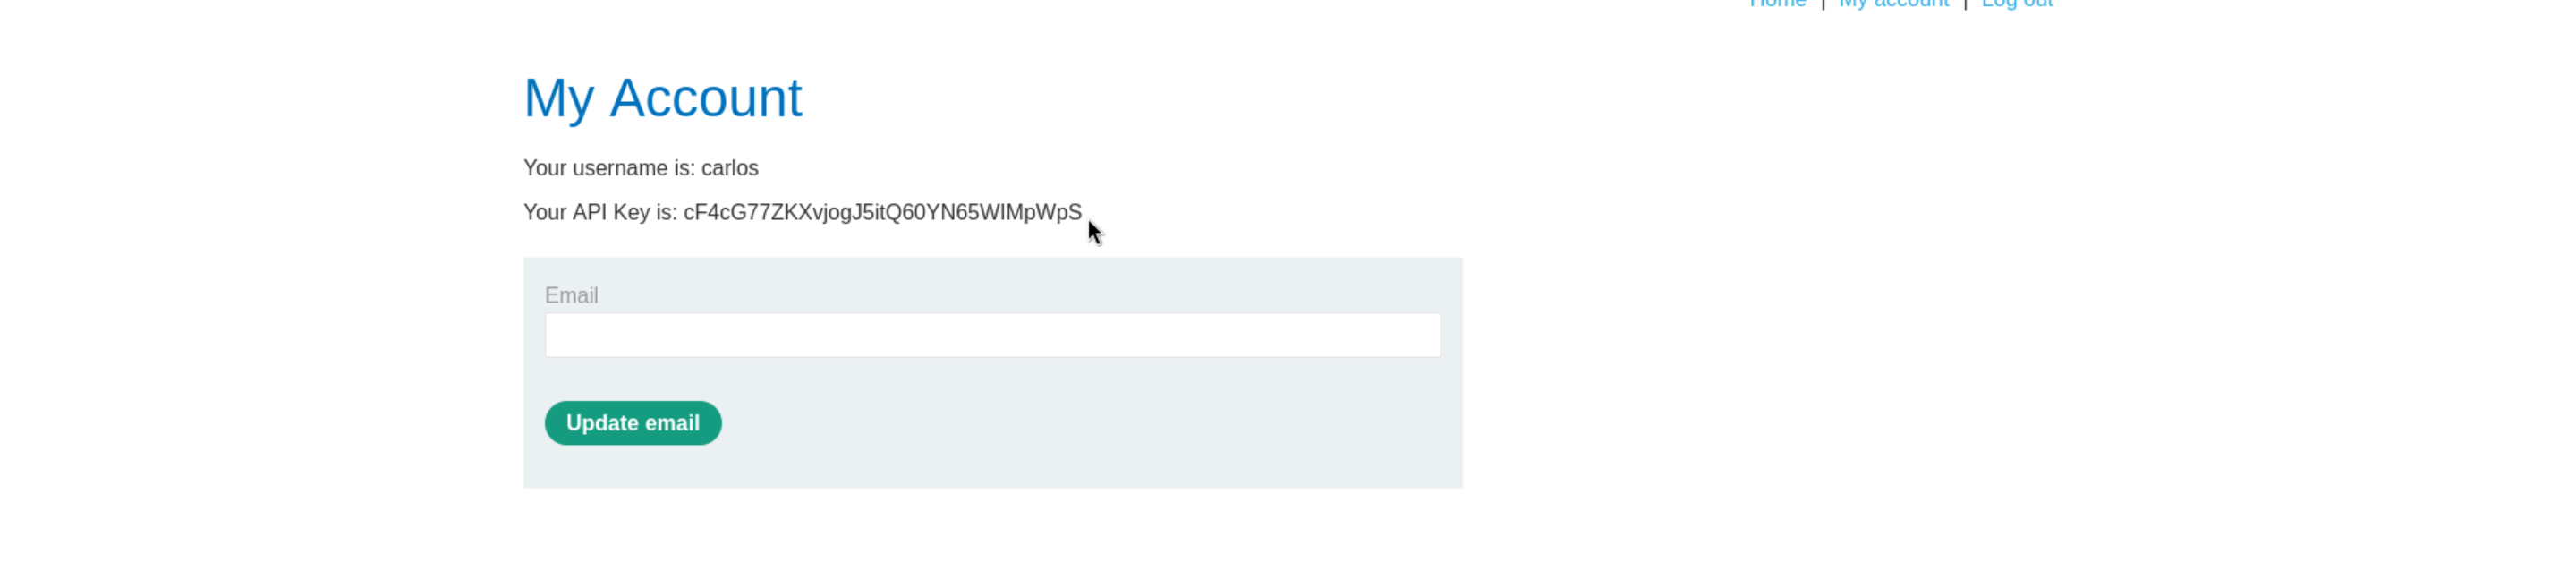 Home | My account | Log out
My Account
Your username is: carlos
Your API Key is: cF4cG77ZKXvjogJ5itQ60YN65WIMpWpS
Email
Update email